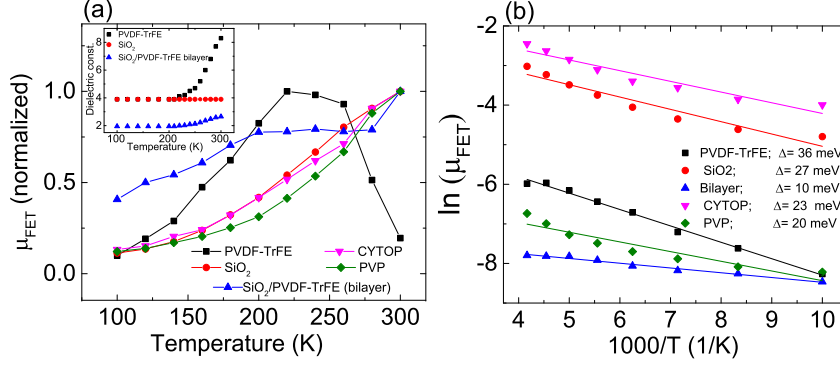 (a)
μFET (normalized)
1.0
0.5
0.0
100 150 200 250 300
Temperature (K)
Dielectric const.
8
6
4
2
100 200 300
Temperature (K)
PVDF-TrFE
SiO₂
SiO₂/PVDF-TrFE bilayer
PVDF-TrFE
CYTOP
SiO₂
PVP
SiO₂/PVDF-TrFE (bilayer)
(b)
ln (μFET)
-2
-4
-6
-8
4 5 6 7 8 9 10
1000/T (1/K)
PVDF-TrFE; Δ= 36 meV
SiO2; Δ= 27 meV
Bilayer; Δ= 10 meV
CYTOP; Δ= 23 meV
PVP; Δ= 20 meV